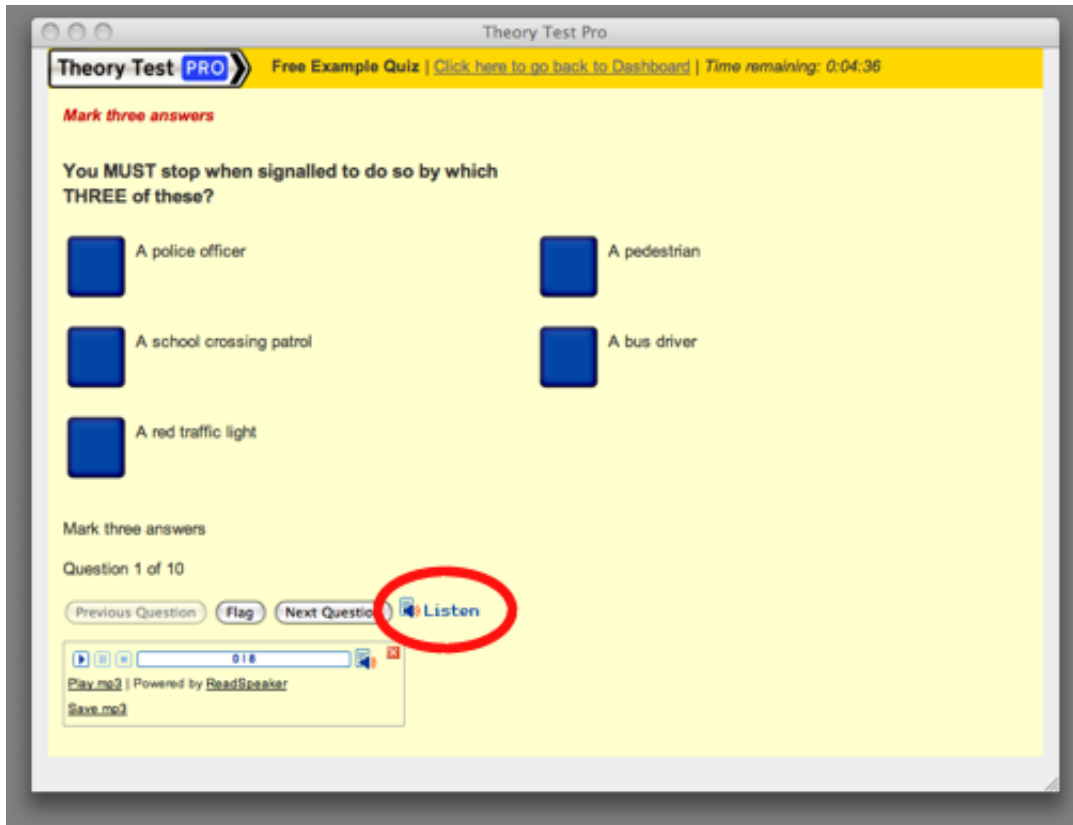 Theory Test Pro
Theory Test PRO Free Example Quiz | Click here to go back to Dashboard | Time remaining: 0:04:36
Mark three answers
You MUST stop when signalled to do so by which
THREE of these?
A police officer
A pedestrian
A school crossing patrol
A bus driver
A red traffic light
Mark three answers
Question 1 of 10
Previous Question Flag Next Question Listen
0 | 8
Play mp3 | Powered by ReadSpeaker
Save mp3